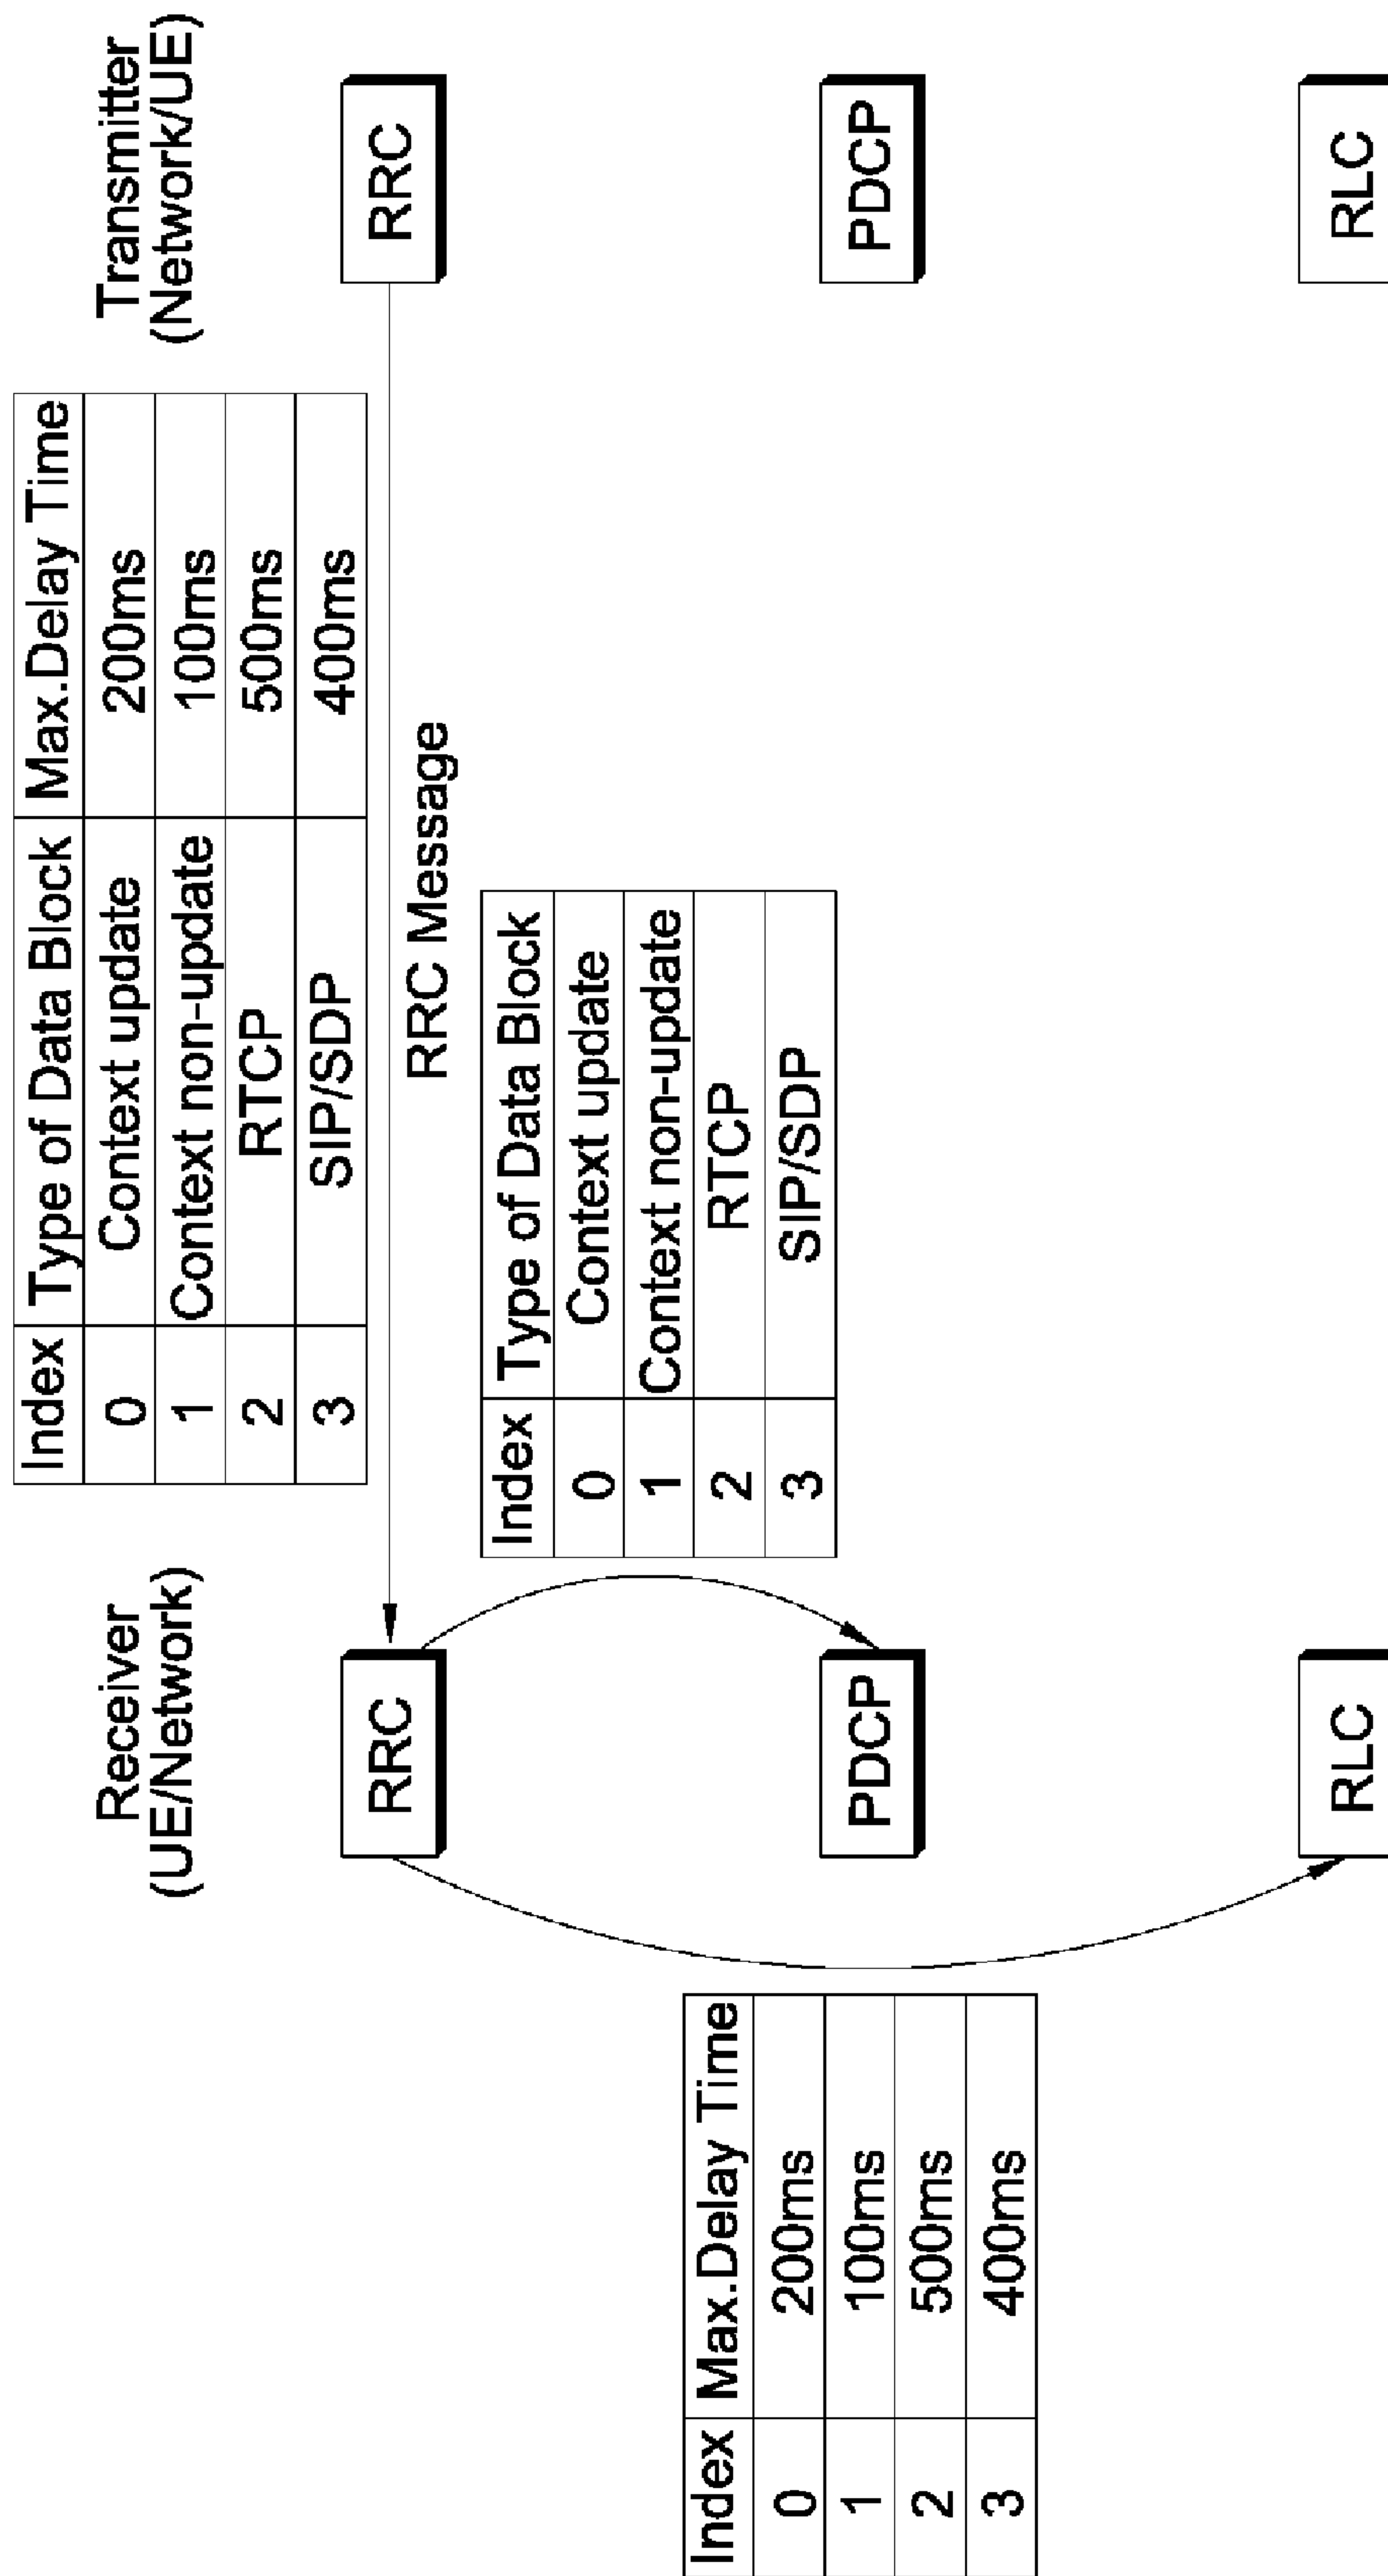 Receiver
(UE/Network)
Transmitter
(Network/UE)
Index Type of Data Block Max.Delay Time
0 Context update 200ms
1 Context non-update 100ms
2 RTCP 500ms
3 SIP/SDP 400ms
RRC
RRC
RRC Message
Index Type of Data Block
0 Context update
1 Context non-update
2 RTCP
3 SIP/SDP
Index Max.Delay Time
0 200ms
1 100ms
2 500ms
3 400ms
PDCP
PDCP
RLC
RLC